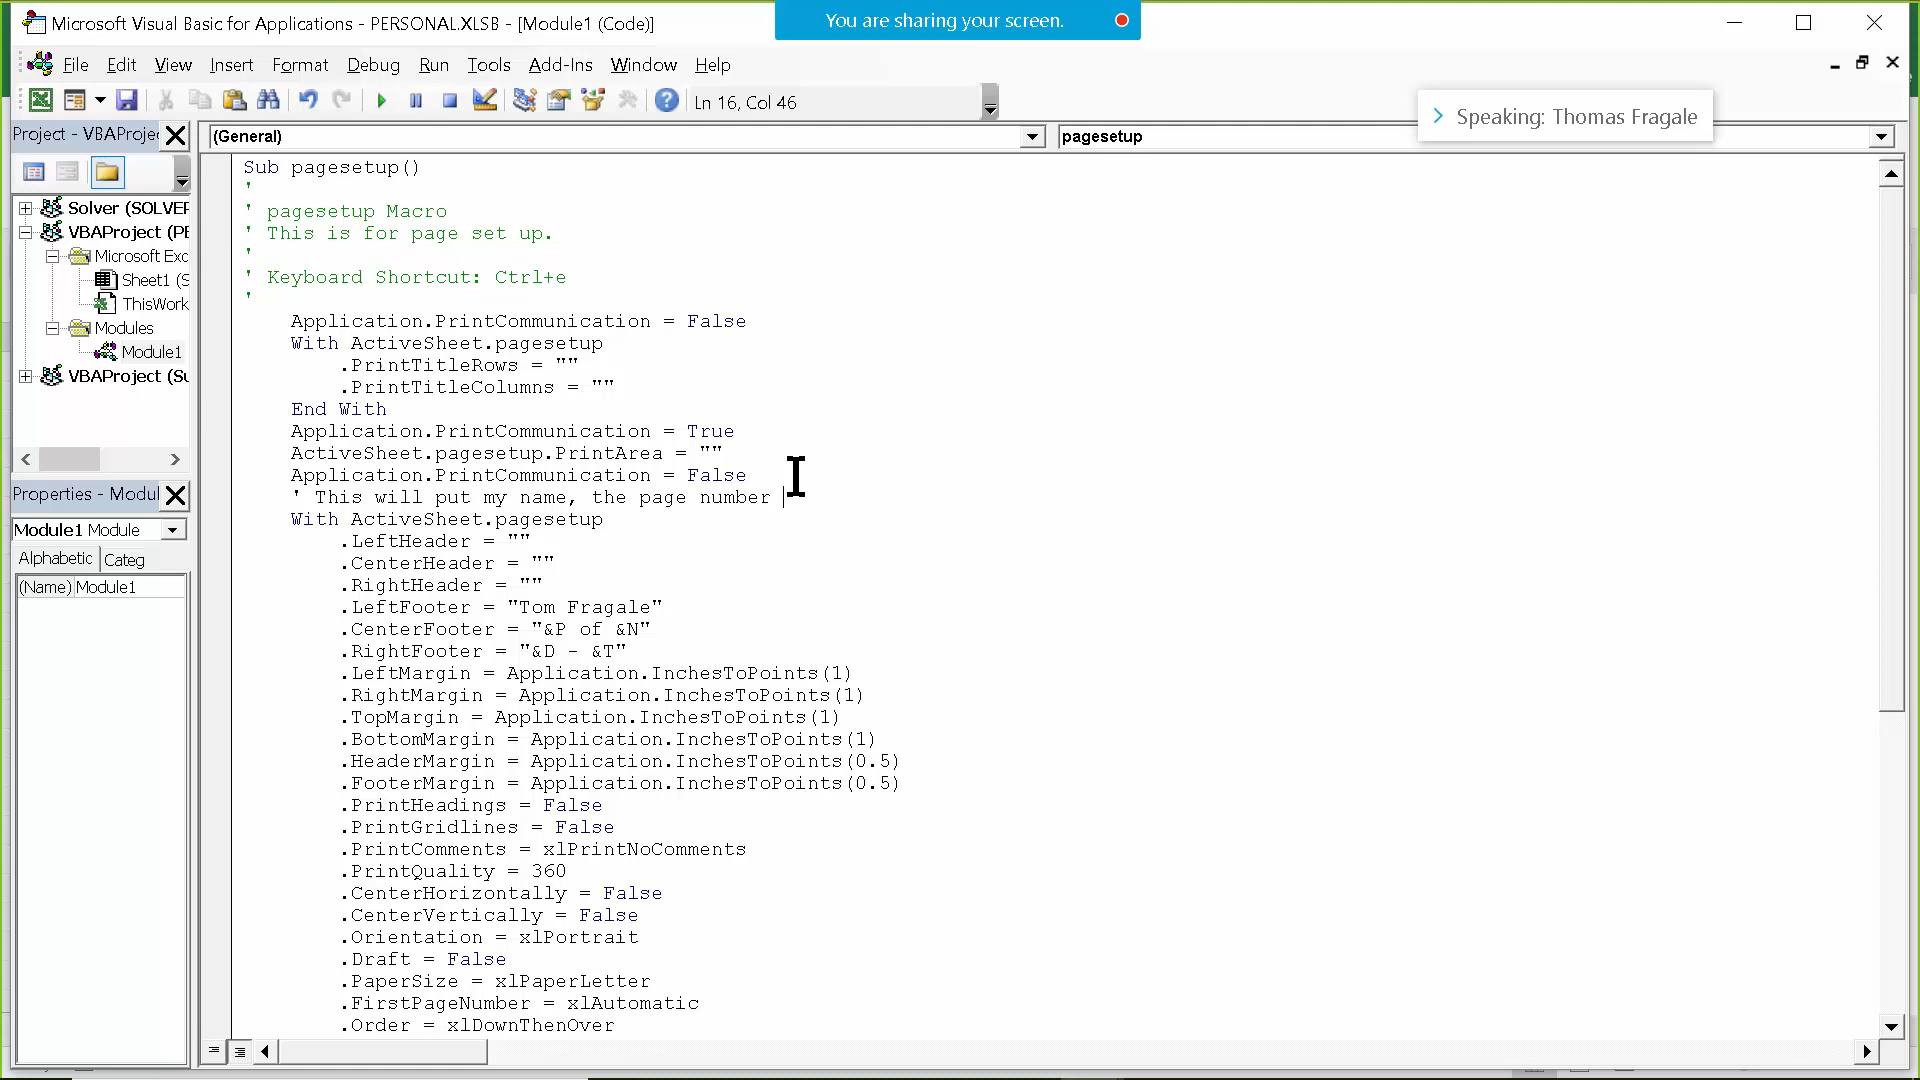 Microsoft Visual Basic for Applications - PERSONAL.XLSB - [Module1 (Code)]
You are sharing your screen.
File Edit View Insert Format Debug Run Tools Add-Ins Window Help
Ln 16, Col 46
Speaking: Thomas Fragale
Project - VBAProje
(General)
pagesetup
Solver (SOLVER
VBAProject (PE
Microsoft Exc
Sheet1 (S
ThisWork
Modules
Module1
VBAProject (Su
Properties - Modul
Module1 Module
Alphabetic Categ
(Name) Module1
Sub pagesetup()
'
' pagesetup Macro
' This is for page set up.
'
' Keyboard Shortcut: Ctrl+e
'
Application.PrintCommunication = False
With ActiveSheet.pagesetup
.PrintTitleRows = ""
.PrintTitleColumns = ""
End With
Application.PrintCommunication = True
ActiveSheet.pagesetup.PrintArea = ""
Application.PrintCommunication = False
' This will put my name, the page number
With ActiveSheet.pagesetup
.LeftHeader = ""
.CenterHeader = ""
.RightHeader = ""
.LeftFooter = "Tom Fragale"
.CenterFooter = "&P of &N"
.RightFooter = "&D - &T"
.LeftMargin = Application.InchesToPoints(1)
.RightMargin = Application.InchesToPoints(1)
.TopMargin = Application.InchesToPoints(1)
.BottomMargin = Application.InchesToPoints(1)
.HeaderMargin = Application.InchesToPoints(0.5)
.FooterMargin = Application.InchesToPoints(0.5)
.PrintHeadings = False
.PrintGridlines = False
.PrintComments = xlPrintNoComments
.PrintQuality = 360
.CenterHorizontally = False
.CenterVertically = False
.Orientation = xlPortrait
.Draft = False
.PaperSize = xlPaperLetter
.FirstPageNumber = xlAutomatic
.Order = xlDownThenOver